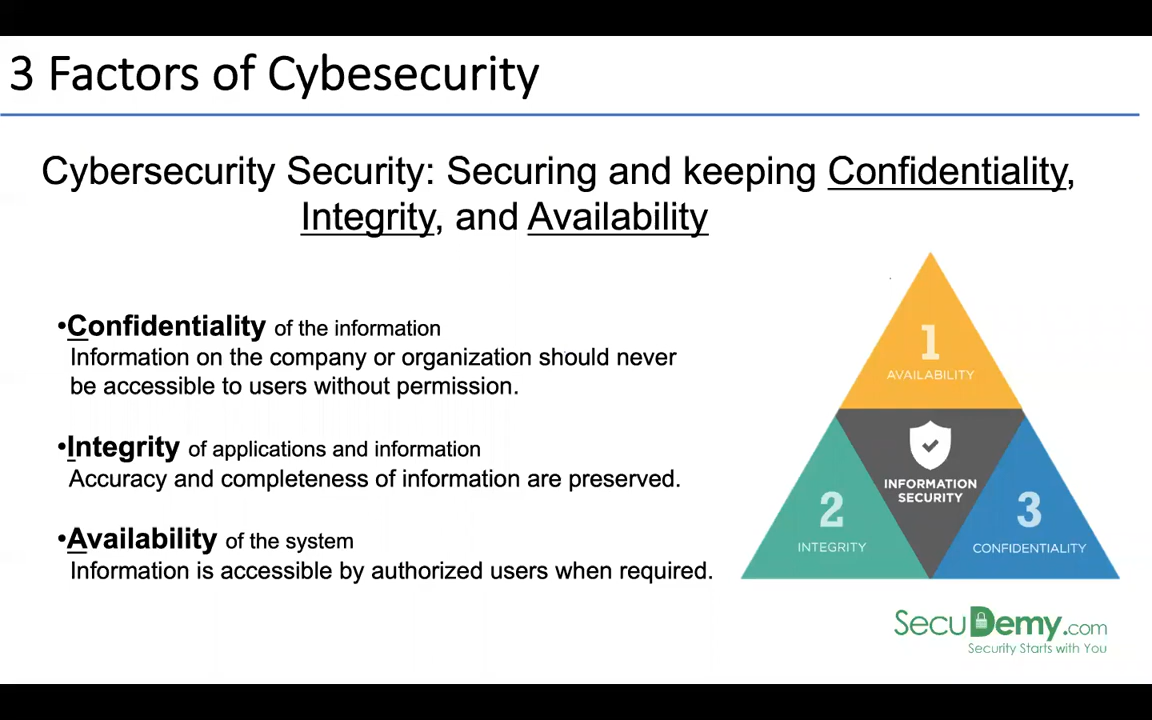 3 Factors of Cybesecurity
Cybersecurity Security: Securing and keeping Confidentiality,
Integrity, and Availability
•Confidentiality of the information
Information on the company or organization should never
be accessible to users without permission.
•Integrity of applications and information
Accuracy and completeness of information are preserved.
•Availability of the system
Information is accessible by authorized users when required.
1
AVAILABILITY
INFORMATION
SECURITY
2
INTEGRITY
3
CONFIDENTIALITY
SecuDemy.com
Security Starts with You